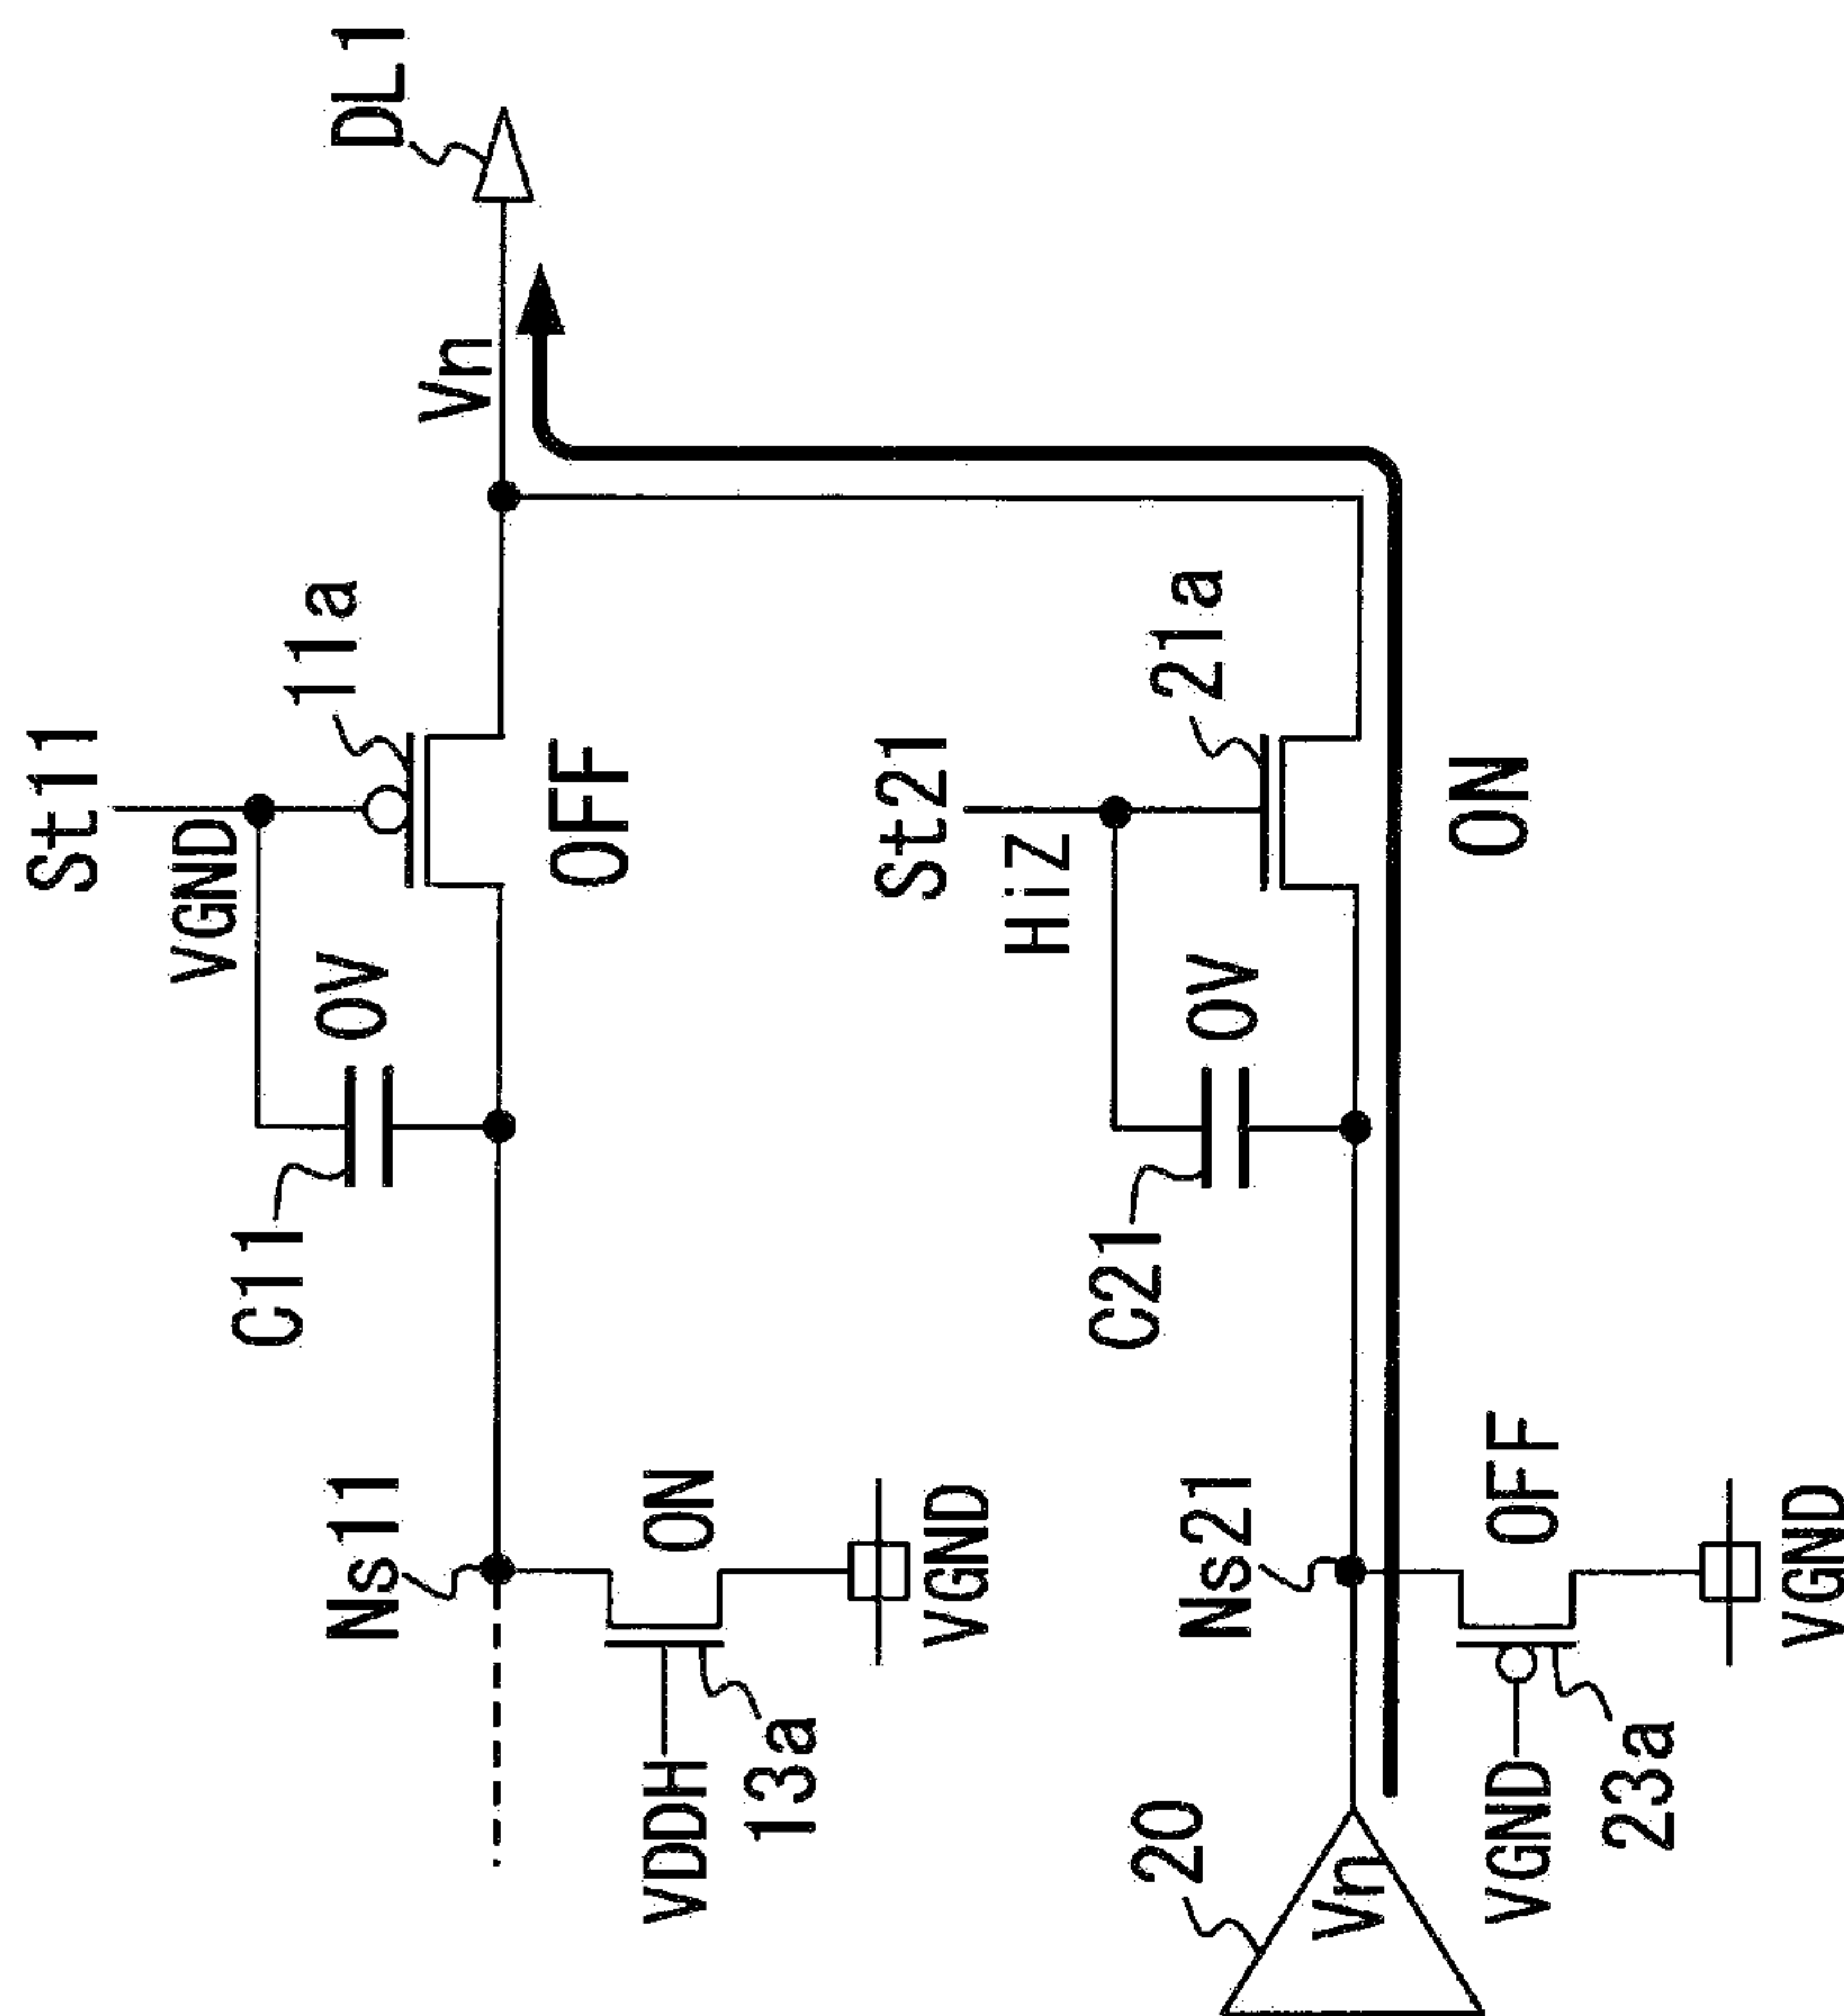 St11
VGND
11a
C11
0V
OFF
Vn
DL1
Ns11
ON
VDDH
13a
VGND
St21
HiZ
21a
C21
0V
ON
Ns21
20
Vn
OFF
VGND
23a
VGND